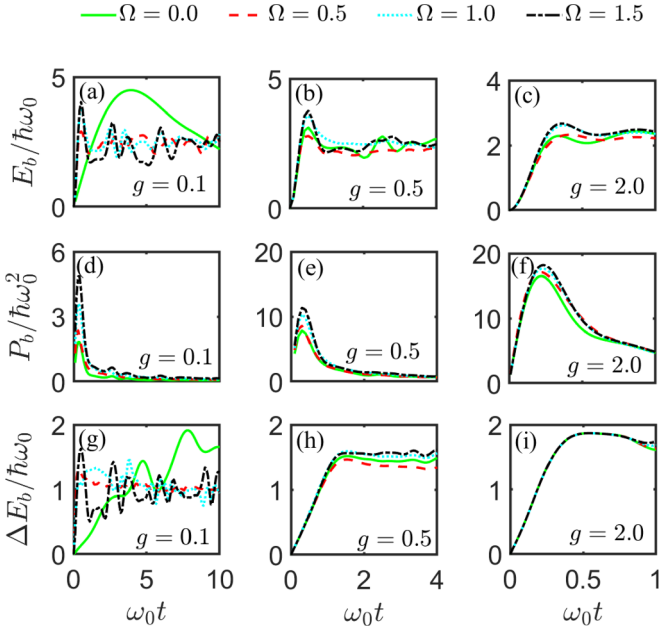 Ω = 0.0 Ω = 0.5 Ω = 1.0 Ω = 1.5
E_b/ħω_0
5
0
(a)
g = 0.1
5
0
(b)
g = 0.5
4
2
0
(c)
g = 2.0
P_b/ħω_0^2
6
3
0
(d)
g = 0.1
20
10
0
(e)
g = 0.5
20
10
0
(f)
g = 2.0
ΔE_b/ħω_0
2
1
0
(g)
g = 0.1
0 5 10
ω_0t
2
1
0
(h)
g = 0.5
0 2 4
ω_0t
2
1
0
(i)
g = 2.0
0 0.5 1
ω_0t